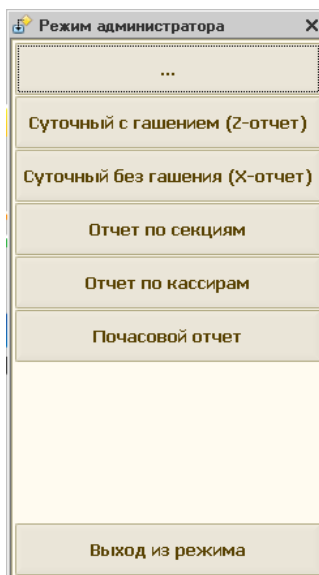 Режим администратора
...
Суточный с гашением (Z-отчет)
Суточный без гашения (X-отчет)
Отчет по секциям
Отчет по кассирам
Почасовой отчет
Выход из режима